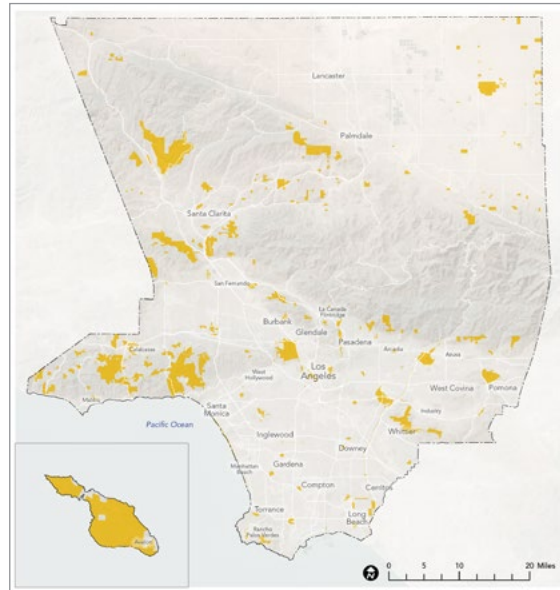 Lancaster
Palmdale
Santa Clarita
San Fernando
La Canada
Flintridge
Burbank
Glendale
Pasadena
Arcadia
Azusa
Calabasas
West
Hollywood
Los
Angeles
West Covina
Pomona
Malibu
Santa
Monica
Industry
Whittier
Pacific Ocean
Inglewood
Downey
Manhattan
Beach
Gardena
Compton
Cerritos
Torrance
Long
Beach
Rancho
Palos Verdes
Avalon
N
0 5 10 20 Miles